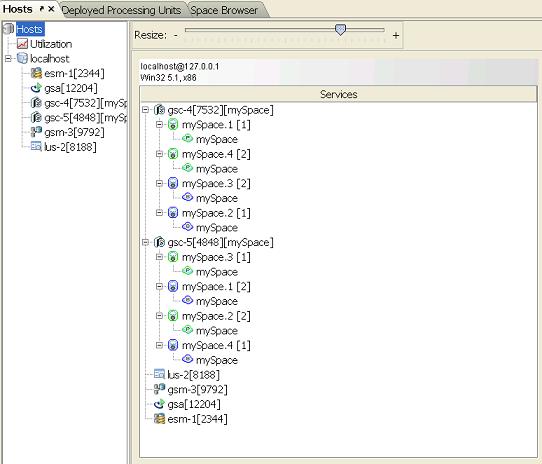 Hosts
Deployed Processing Units
Space Browser
Hosts
Utilization
localhost
esm-1[2344]
gsa[12204]
gsc-4[7532][mySp
gsc-5[4848][mySp
gsm-3[9792]
lus-2[8188]
Resize: - +
localhost@127.0.0.1
Win32 5.1, x86
Services
gsc-4[7532][mySpace]
mySpace.1 [1]
mySpace
mySpace.4 [2]
mySpace
mySpace.3 [2]
mySpace
mySpace.2 [1]
mySpace
gsc-5[4848][mySpace]
mySpace.3 [1]
mySpace
mySpace.1 [2]
mySpace
mySpace.2 [2]
mySpace
mySpace.4 [1]
mySpace
lus-2[8188]
gsm-3[9792]
gsa[12204]
esm-1[2344]